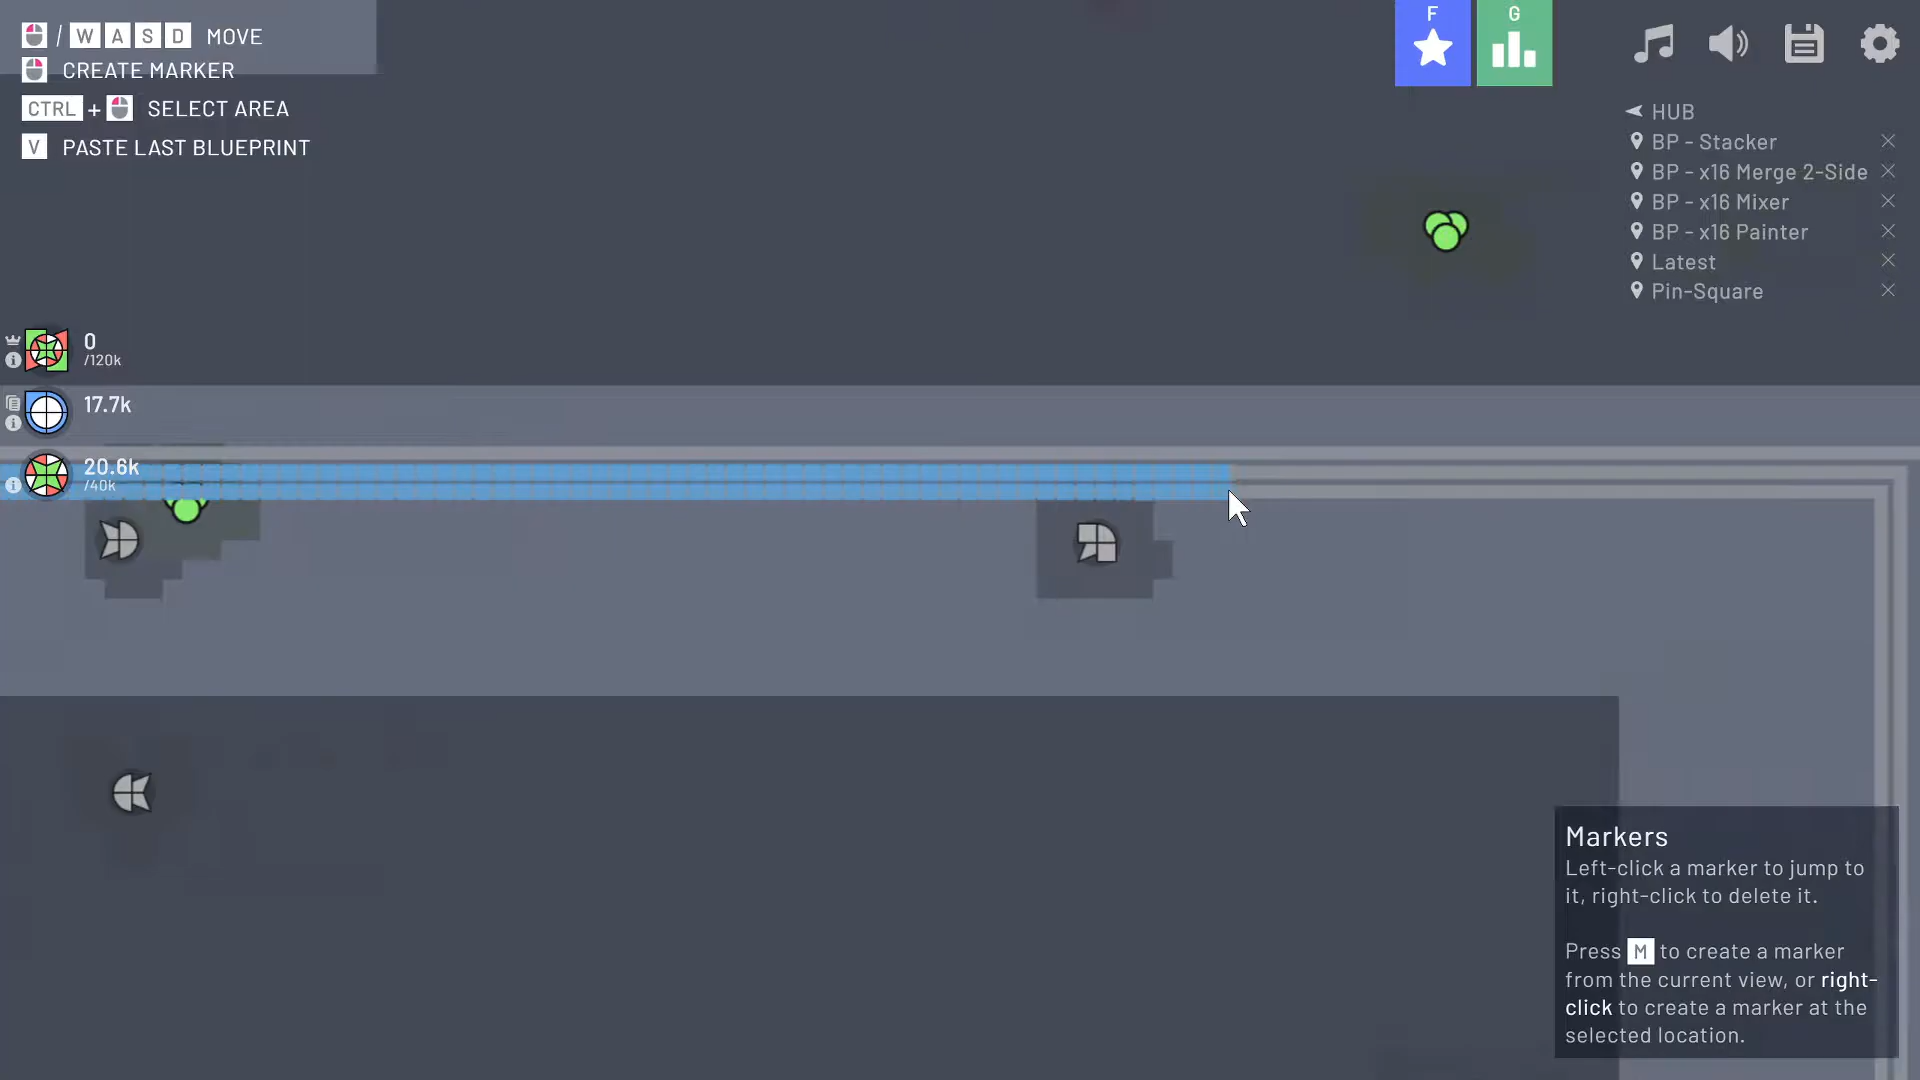 / W A S D MOVE
CREATE MARKER
CTRL + SELECT AREA
V PASTE LAST BLUEPRINT
F
G
HUB
BP - Stacker
BP - x16 Merge 2-Side
BP - x16 Mixer
BP - x16 Painter
Latest
Pin-Square
0
/120k
17.7k
20.6k
/40k
Markers
Left-click a marker to jump to
it, right-click to delete it.
Press M to create a marker
from the current view, or right-
click to create a marker at the
selected location.